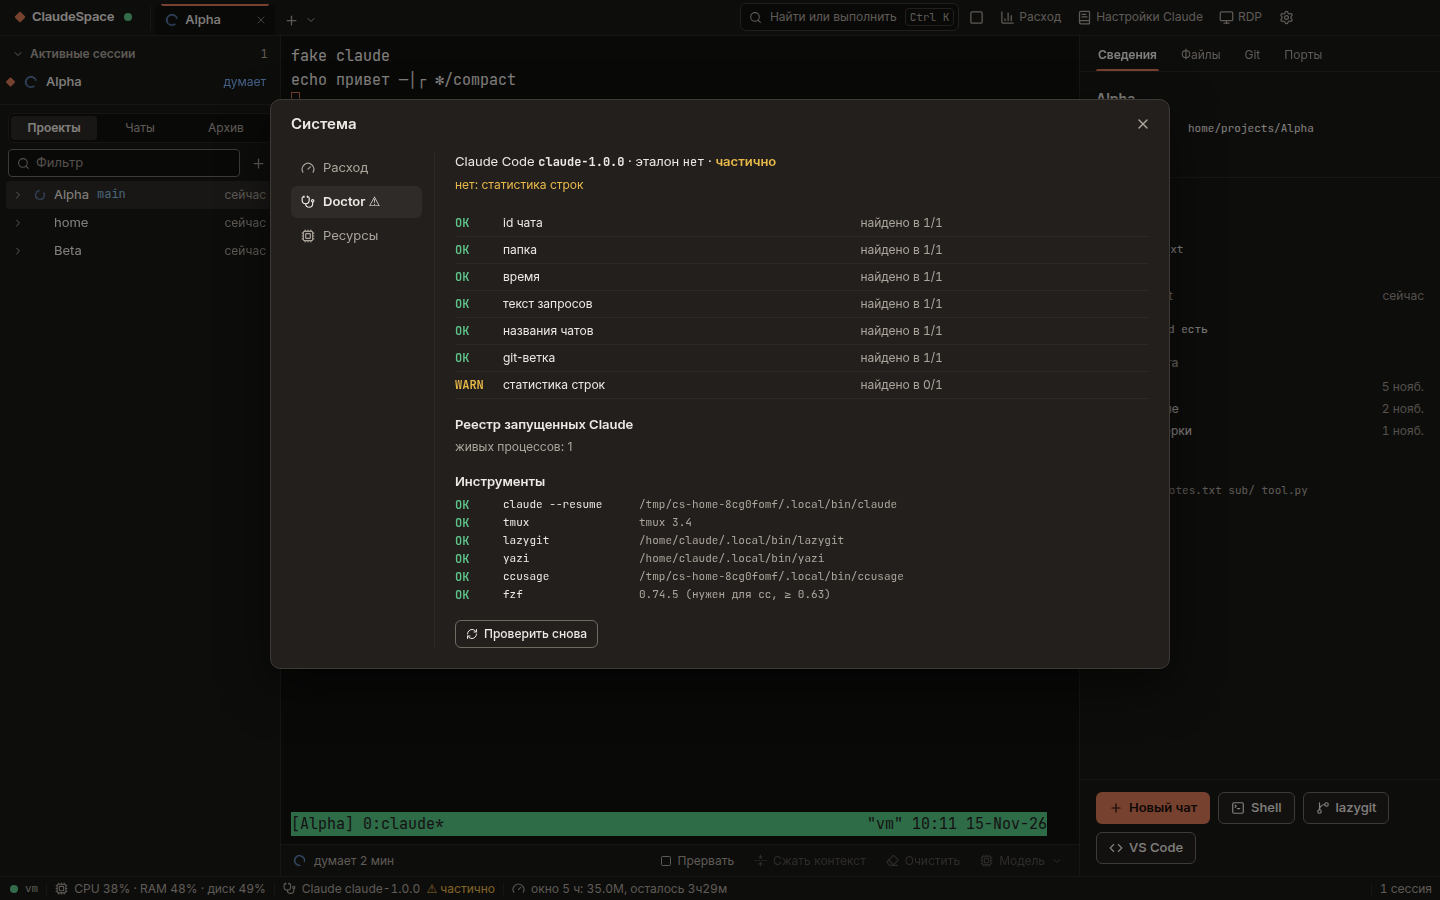 ClaudeSpace
Alpha
Найти или выполнить Ctrl K
Расход
Настройки Claude
RDP
Активные сессии 1
Alpha думает
Проекты Чаты Архив
Фильтр
Alpha main сейчас
home сейчас
Beta сейчас
fake claude
echo привет —|┌ ✻/compact
Сведения Файлы Git Порты
home/projects/Alpha
сейчас
есть
5 нояб.
2 нояб.
1 нояб.
sub/ tool.py
Система
Расход
Doctor ⚠
Ресурсы
Claude Code claude-1.0.0 · эталон нет · частично
нет: статистика строк
OK id чата найдено в 1/1
OK папка найдено в 1/1
OK время найдено в 1/1
OK текст запросов найдено в 1/1
OK названия чатов найдено в 1/1
OK git-ветка найдено в 1/1
WARN статистика строк найдено в 0/1
Реестр запущенных Claude
живых процессов: 1
Инструменты
OK claude --resume /tmp/cs-home-8cg0fomf/.local/bin/claude
OK tmux tmux 3.4
OK lazygit /home/claude/.local/bin/lazygit
OK yazi /home/claude/.local/bin/yazi
OK ccusage /tmp/cs-home-8cg0fomf/.local/bin/ccusage
OK fzf 0.74.5 (нужен для cc, ≥ 0.63)
Проверить снова
[Alpha] 0:claude* "vm" 10:11 15-Nov-26
думает 2 мин
Прервать Сжать контекст Очистить Модель
Новый чат Shell lazygit
VS Code
vm CPU 38% · RAM 48% · диск 49% Claude claude-1.0.0 ⚠ частично окно 5 ч: 35.0M, осталось 3ч29м 1 сессия